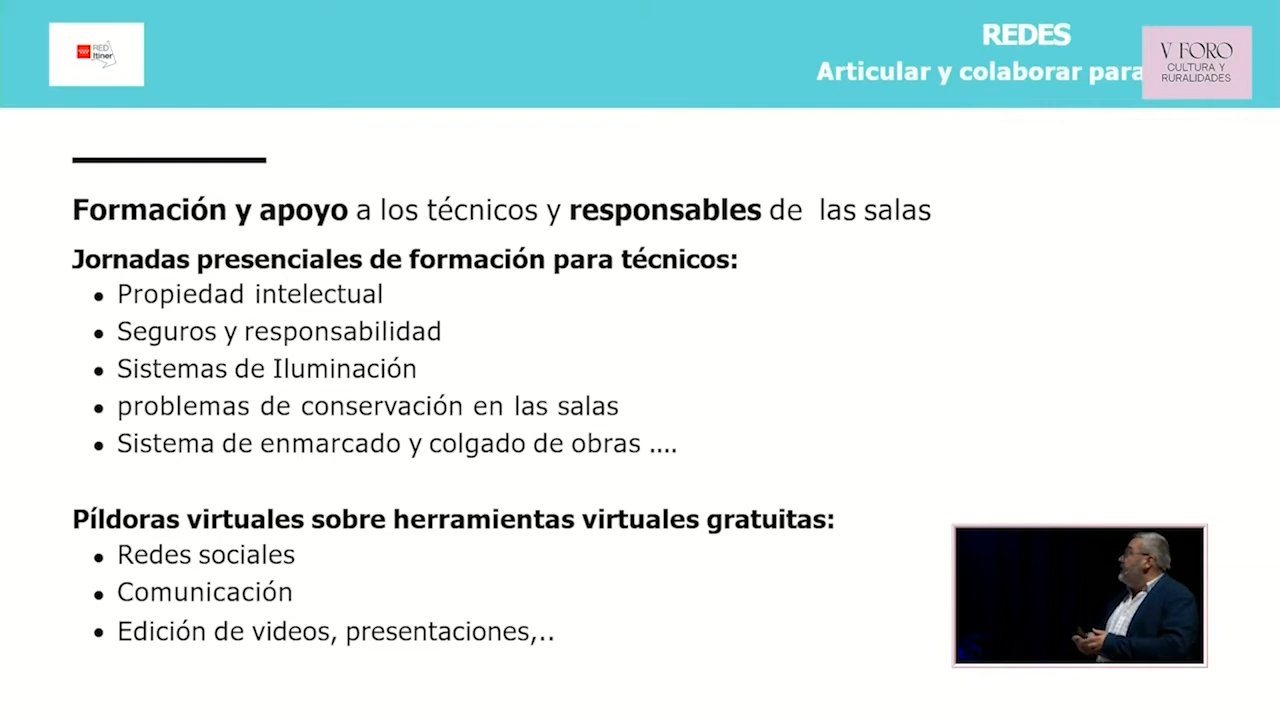 RED
Itiner
REDES
Articular y colaborar para
V FORO
CULTURA Y
RURALIDADES
Formación y apoyo a los técnicos y responsables de las salas
Jornadas presenciales de formación para técnicos:
• Propiedad intelectual
• Seguros y responsabilidad
• Sistemas de Iluminación
• problemas de conservación en las salas
• Sistema de enmarcado y colgado de obras ....
Píldoras virtuales sobre herramientas virtuales gratuitas:
• Redes sociales
• Comunicación
• Edición de videos, presentaciones,..